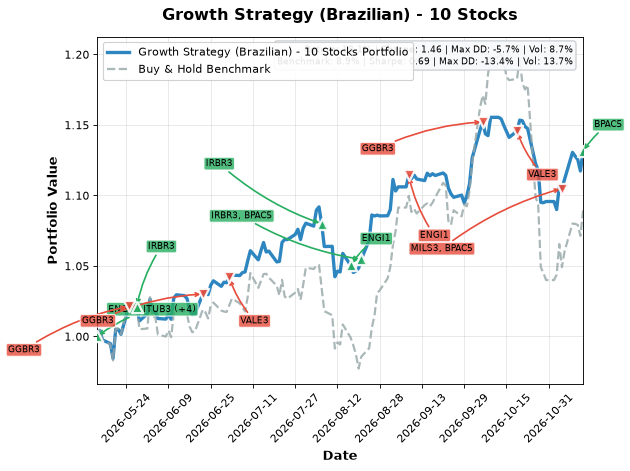 Growth Strategy (Brazilian) - 10 Stocks
Growth Strategy (Brazilian) - 10 Stocks Portfolio
Buy & Hold Benchmark
: 1.46 | Max DD: -5.7% | Vol: 8.7%
Benchmark: 8.9% | Sharpe: 0.69 | Max DD: -13.4% | Vol: 13.7%
1.20
1.15
1.10
1.05
1.00
Portfolio Value
BPAC5
GGBR3
IRBR3
VALE3
IRBR3, BPAC5
ENGI1
ENGI1
IRBR3
MILS3, BPAC5
ITUB3 (+4)
GGBR3
VALE3
GGBR3
2026-05-24
2026-06-09
2026-06-25
2026-07-11
2026-07-27
2026-08-12
2026-08-28
2026-09-13
2026-09-29
2026-10-15
2026-10-31
Date